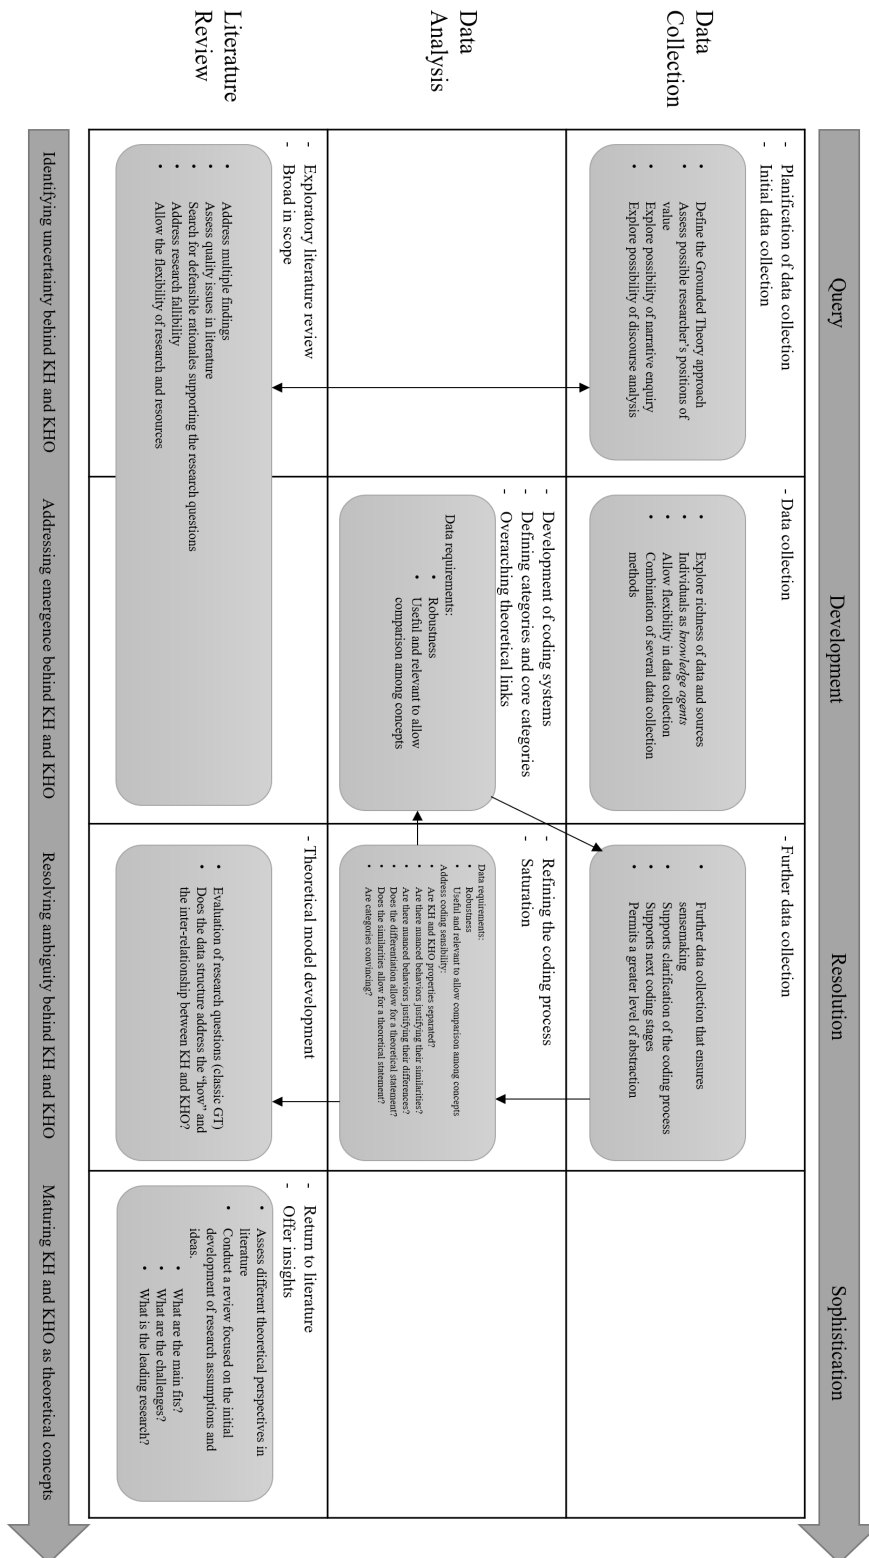 Query
Development
Resolution
Sophistication
Data
Collection
- Planification of data collection
- Initial data collection
• Define the Grounded Theory approach
• Assess possible researcher's positions of
value
• Explore possibility of narrative enquiry
• Explore possibility of discourse analysis
- Data collection
• Explore richness of data and sources
• Individuals as knowledge agents
• Allow flexibility in data collection
• Combination of several data collection
methods
- Further data collection
• Further data collection that ensures
sensemaking
• Supports clarification of the coding process
• Supports next coding stages
• Permits a greater level of abstraction
Data
Analysis
- Development of coding systems
- Defining categories and core categories
- Overarching theoretical links
Data requirements:
• Robustness
• Useful and relevant to allow
comparison among concepts
- Refining the coding process
- Saturation
Data requirements:
• Robustness
• Useful and relevant to allow comparison among concepts
Address coding sensibility:
• Are KH and KHO properties separated?
• Are there nuanced behaviors justifying their similarities?
• Are there nuanced behaviors justifying their differences?
• Does the differentiation allow for a theoretical statement?
• Does the similarities allow for a theoretical statement?
• Are categories convincing?
Literature
Review
- Exploratory literature review
- Broad in scope
• Address multiple findings
• Assess quality issues in literature
• Search for defensible rationales supporting the research questions
• Address research fallibility
• Allow the flexibility of research and resources
- Theoretical model development
• Evaluation of research questions (classic GT)
• Does the data structure address the “how” and
the inter-relationship between KH and KHO?
- Return to literature
- Offer insights
• Assess different theoretical perspectives in
literature
• Conduct a review focused on the initial
development of research assumptions and
ideas.
• What are the main fits?
• What are the challenges?
• What is the leading research?
Identifying uncertainty behind KH and KHO
Addressing emergence behind KH and KHO
Resolving ambiguity behind KH and KHO
Maturing KH and KHO as theoretical concepts